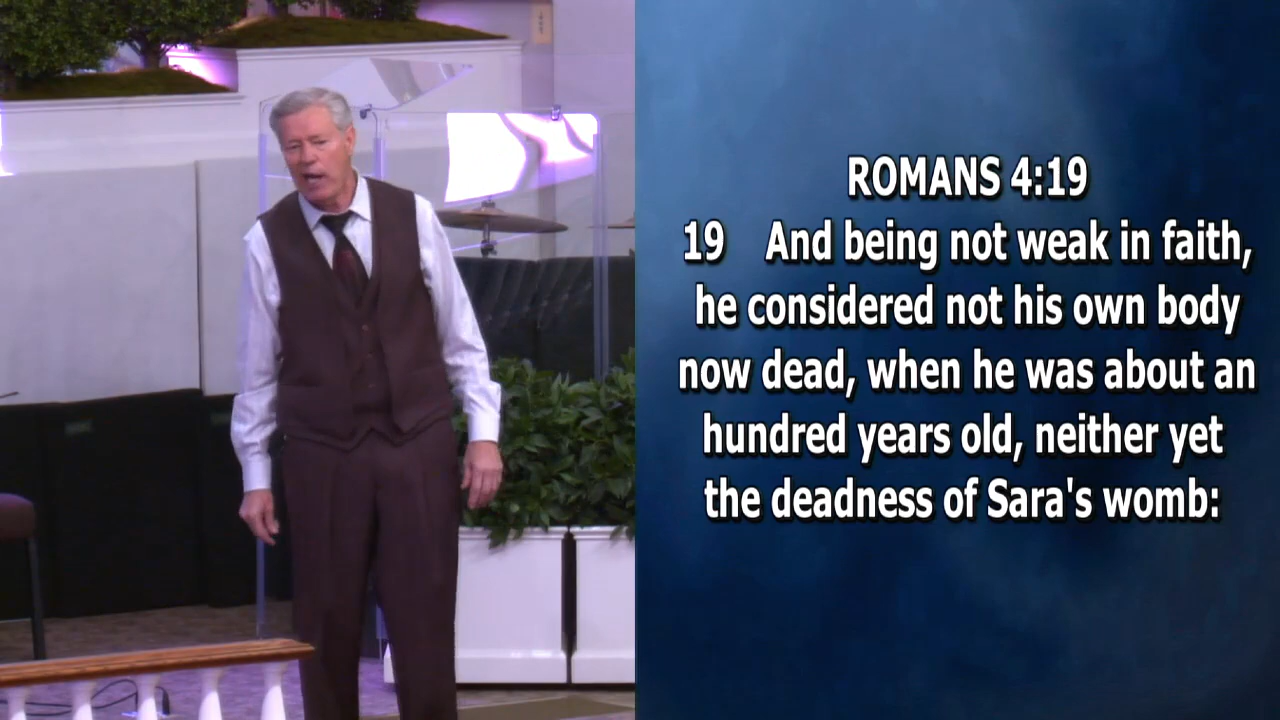 ROMANS 4:19
19 And being not weak in faith,
he considered not his own body
now dead, when he was about an
hundred years old, neither yet
the deadness of Sara's womb: